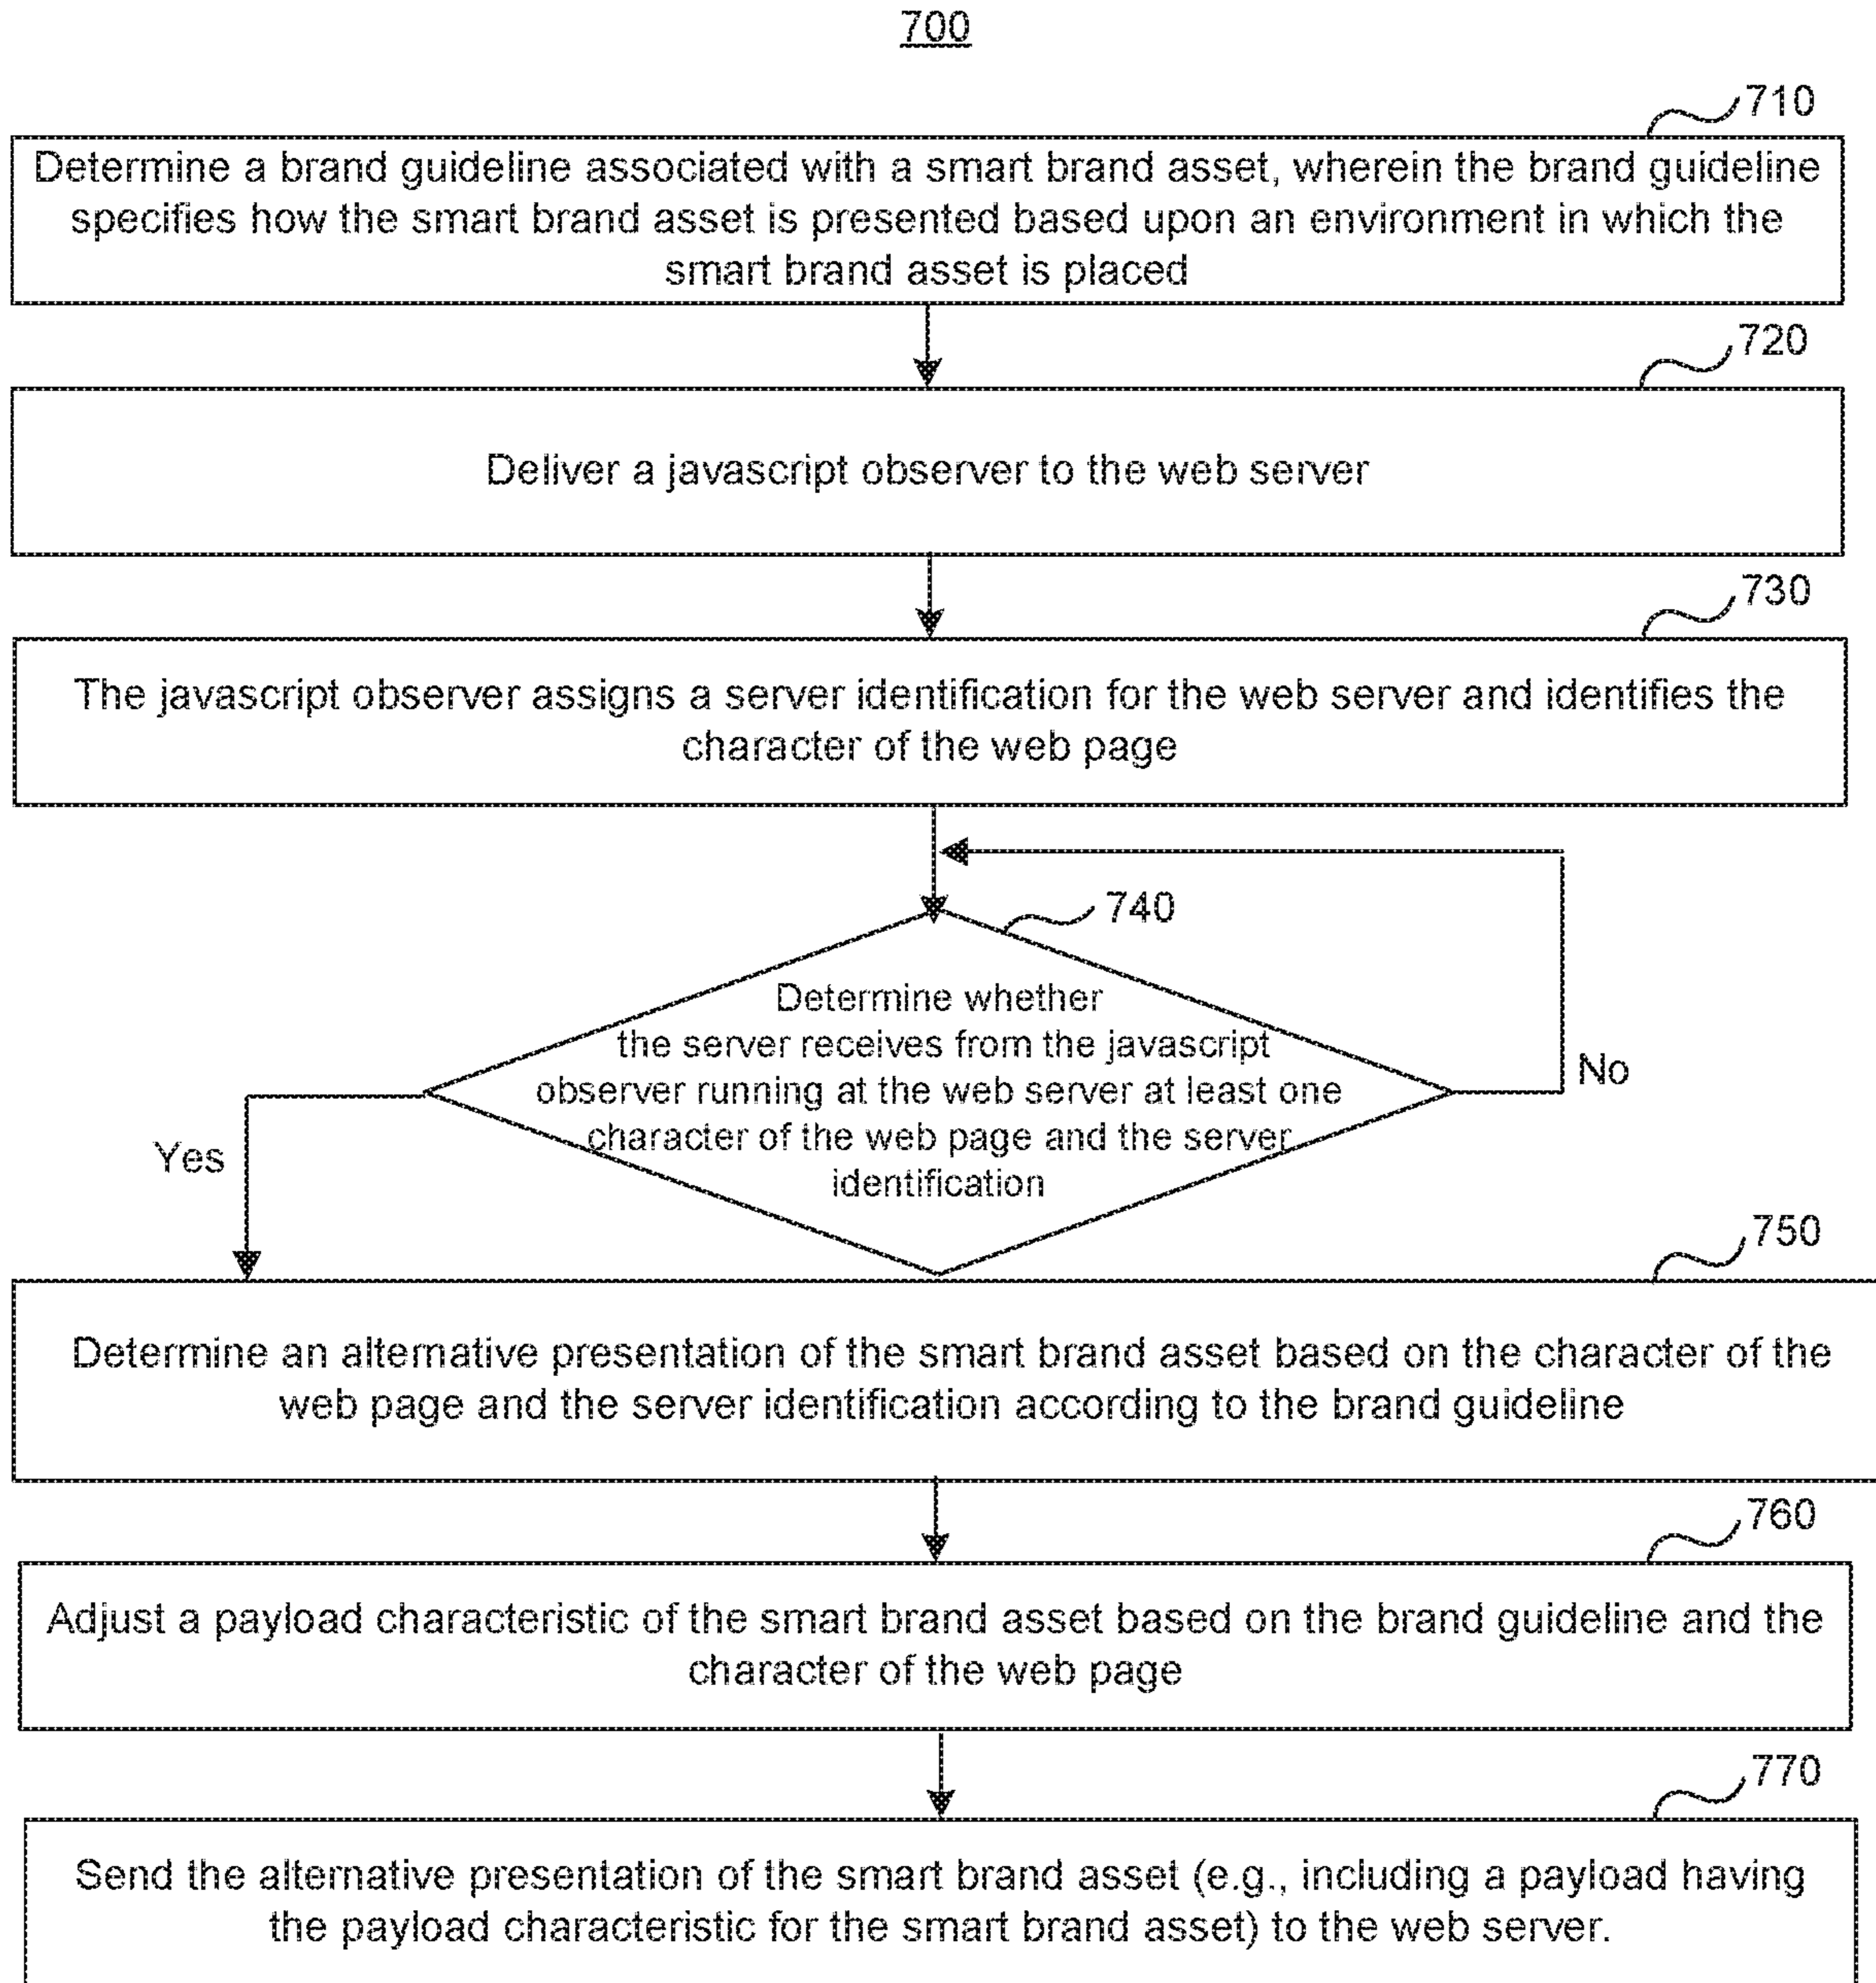 700
710
Determine a brand guideline associated with a smart brand asset, wherein the brand guideline
specifies how the smart brand asset is presented based upon an environment in which the
smart brand asset is placed
720
Deliver a javascript observer to the web server
730
The javascript observer assigns a server identification for the web server and identifies the
character of the web page
740
Determine whether
the server receives from the javascript
observer running at the web server at least one
character of the web page and the server
identification
No
Yes
750
Determine an alternative presentation of the smart brand asset based on the character of the
web page and the server identification according to the brand guideline
760
Adjust a payload characteristic of the smart brand asset based on the brand guideline and the
character of the web page
770
Send the alternative presentation of the smart brand asset (e.g., including a payload having
the payload characteristic for the smart brand asset) to the web server.